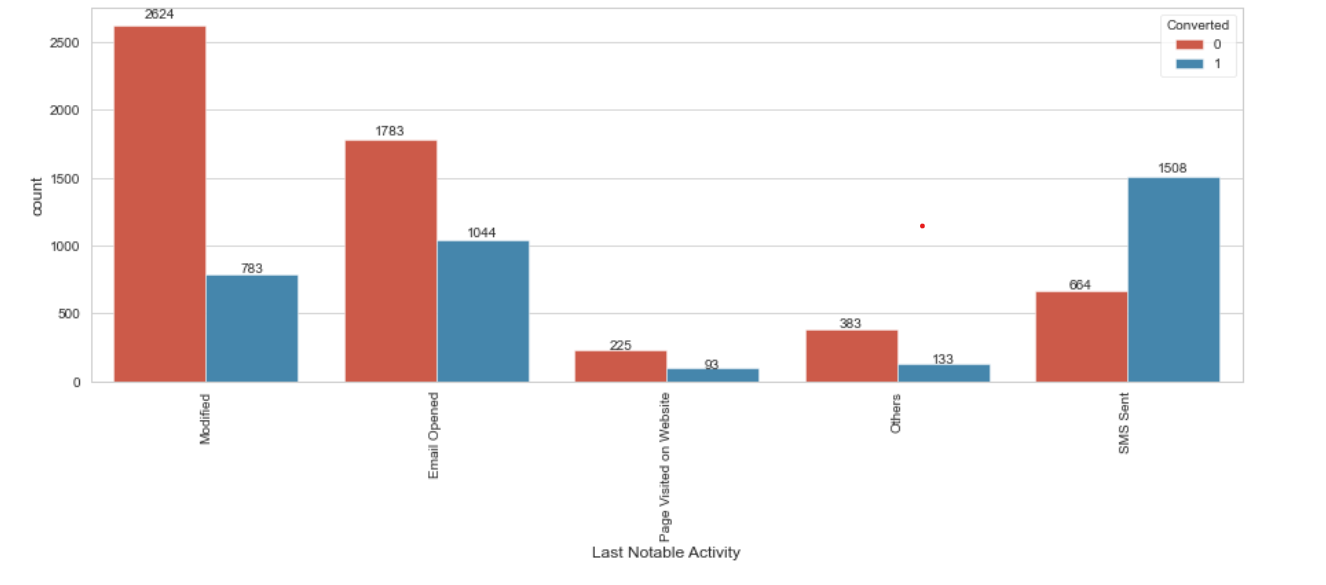 2624
2500
Converted
0
1
2000
1783
1500
1508
count
1044
1000
783
664
500
383
225
133
93
0
Modified
Email Opened
Page Visited on Website
Others
SMS Sent
Last Notable Activity